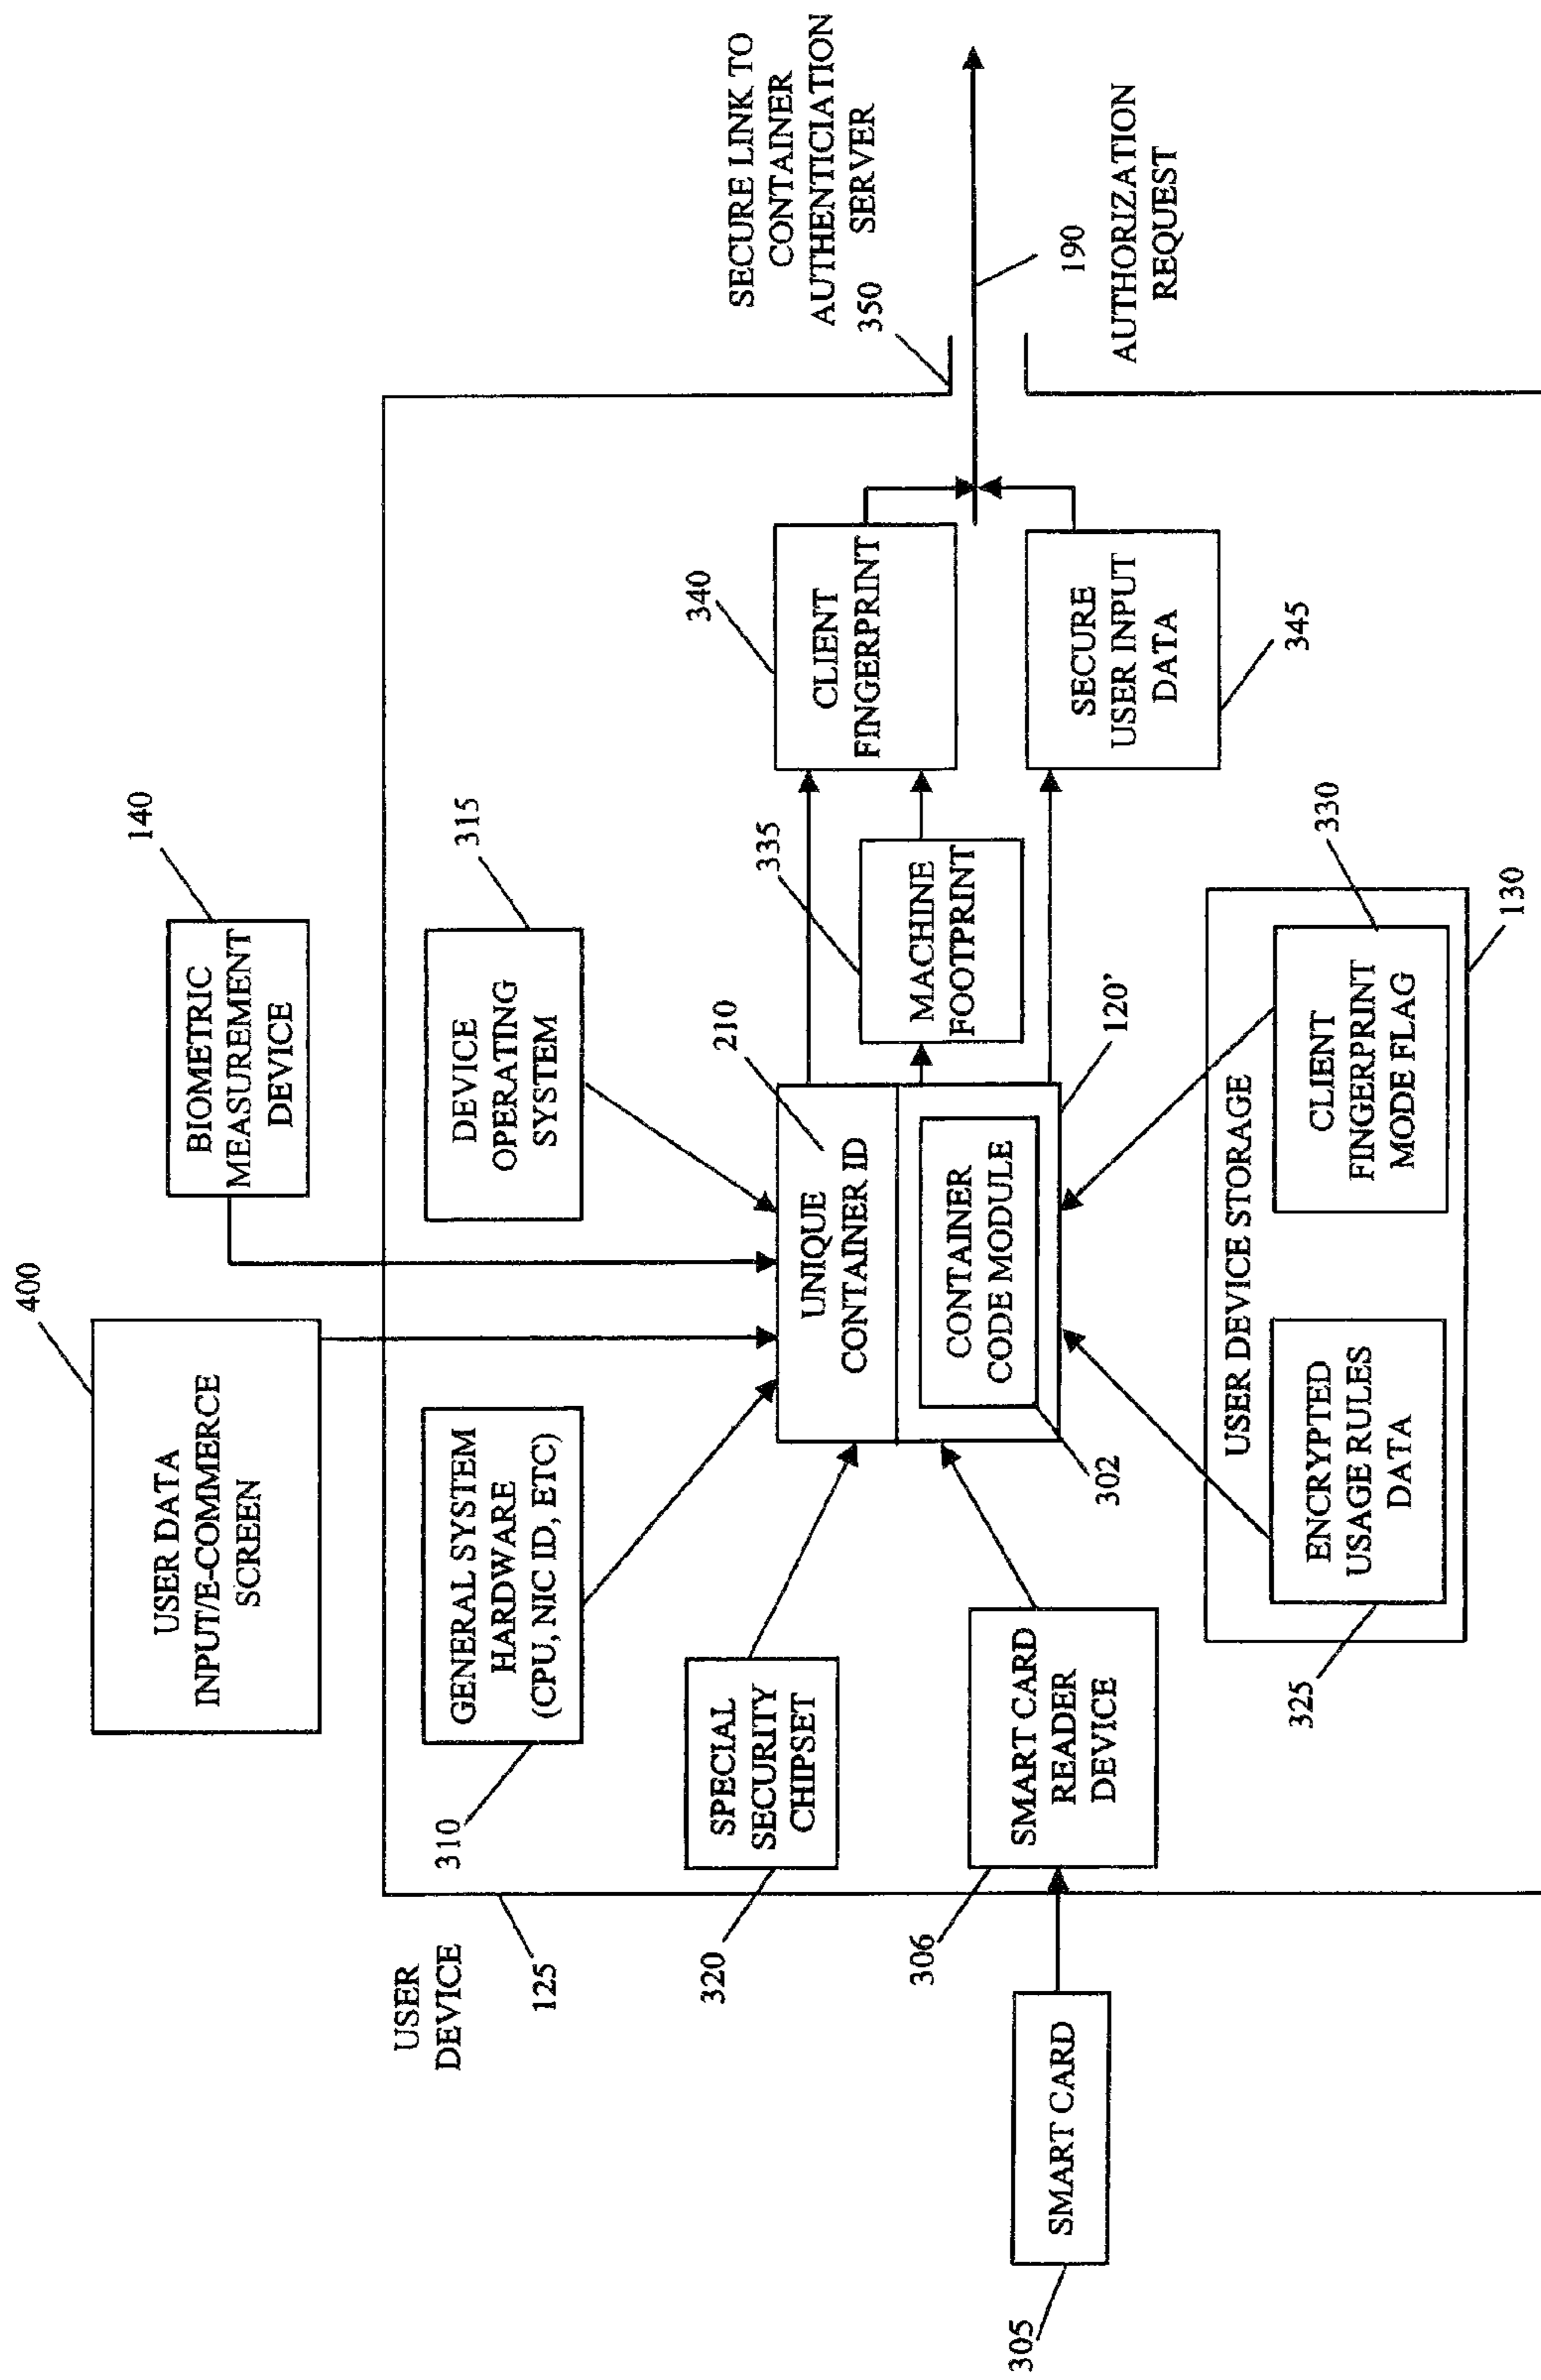 400
USER DATA
INPUT/E-COMMERCE
SCREEN
140
BIOMETRIC
MEASUREMENT
DEVICE
USER
DEVICE
125
310
GENERAL SYSTEM
HARDWARE
(CPU, NIC ID, ETC)
315
DEVICE
OPERATING
SYSTEM
320
SPECIAL
SECURITY
CHIPSET
210
UNIQUE
CONTAINER ID
CONTAINER
CODE MODULE
302
120’
335
MACHINE
FOOTPRINT
340
CLIENT
FINGERPRINT
SECURE
USER INPUT
DATA
345
SECURE LINK TO
CONTAINER
AUTHENTICIATION
SERVER
350
190
AUTHORIZATION
REQUEST
305
SMART CARD
306
SMART CARD
READER
DEVICE
USER DEVICE STORAGE
ENCRYPTED
USAGE RULES
DATA
325
CLIENT
FINGERPRINT
MODE FLAG
330
130